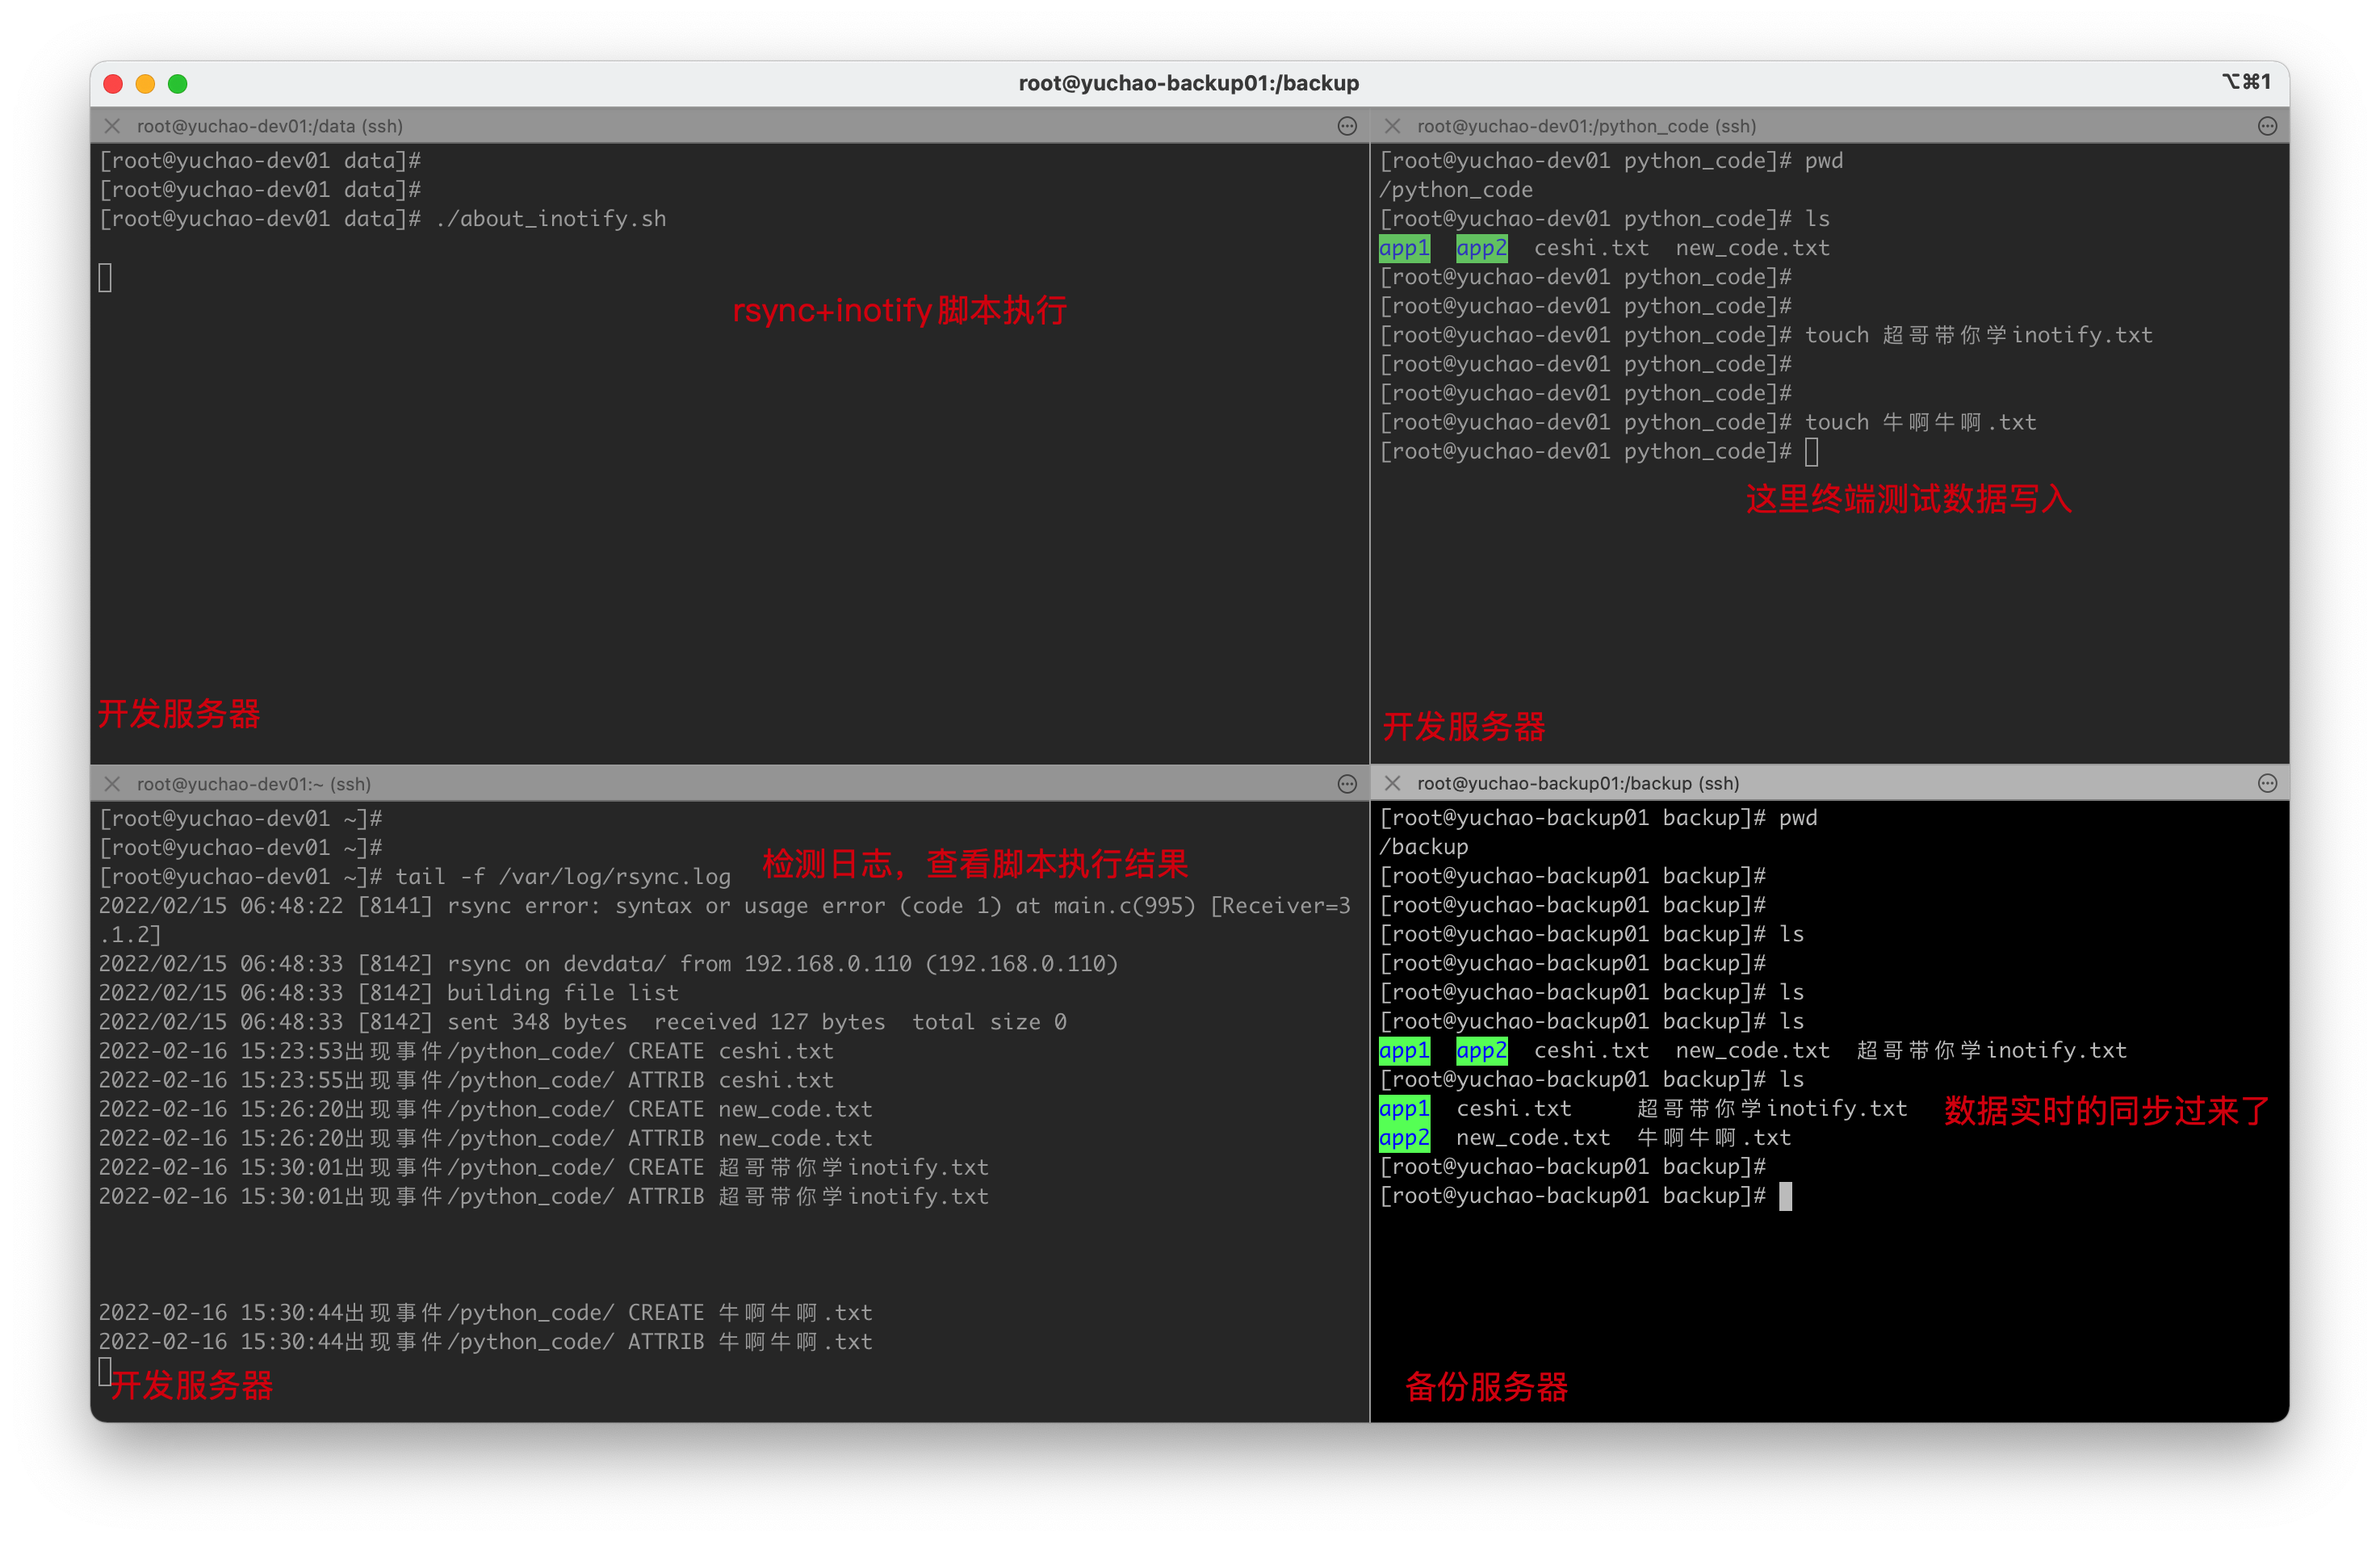 root@yuchao-backup01:/backup
⌥⌘1
root@yuchao-dev01:/data (ssh)
[root@yuchao-dev01 data]#
[root@yuchao-dev01 data]#
[root@yuchao-dev01 data]# ./about_inotify.sh
rsync+inotify脚本执行
开发服务器
root@yuchao-dev01:/python_code (ssh)
[root@yuchao-dev01 python_code]# pwd
/python_code
[root@yuchao-dev01 python_code]# ls
app1 app2 ceshi.txt new_code.txt
[root@yuchao-dev01 python_code]#
[root@yuchao-dev01 python_code]#
[root@yuchao-dev01 python_code]# touch 超哥带你学inotify.txt
[root@yuchao-dev01 python_code]#
[root@yuchao-dev01 python_code]#
[root@yuchao-dev01 python_code]# touch 牛啊牛啊.txt
[root@yuchao-dev01 python_code]#
这里终端测试数据写入
开发服务器
root@yuchao-dev01:~ (ssh)
[root@yuchao-dev01 ~]#
[root@yuchao-dev01 ~]#
[root@yuchao-dev01 ~]# tail -f /var/log/rsync.log
检测日志，查看脚本执行结果
2022/02/15 06:48:22 [8141] rsync error: syntax or usage error (code 1) at main.c(995) [Receiver=3
.1.2]
2022/02/15 06:48:33 [8142] rsync on devdata/ from 192.168.0.110 (192.168.0.110)
2022/02/15 06:48:33 [8142] building file list
2022/02/15 06:48:33 [8142] sent 348 bytes received 127 bytes total size 0
2022-02-16 15:23:53出现事件/python_code/ CREATE ceshi.txt
2022-02-16 15:23:55出现事件/python_code/ ATTRIB ceshi.txt
2022-02-16 15:26:20出现事件/python_code/ CREATE new_code.txt
2022-02-16 15:26:20出现事件/python_code/ ATTRIB new_code.txt
2022-02-16 15:30:01出现事件/python_code/ CREATE 超哥带你学inotify.txt
2022-02-16 15:30:01出现事件/python_code/ ATTRIB 超哥带你学inotify.txt
2022-02-16 15:30:44出现事件/python_code/ CREATE 牛啊牛啊.txt
2022-02-16 15:30:44出现事件/python_code/ ATTRIB 牛啊牛啊.txt
开发服务器
root@yuchao-backup01:/backup (ssh)
[root@yuchao-backup01 backup]# pwd
/backup
[root@yuchao-backup01 backup]#
[root@yuchao-backup01 backup]#
[root@yuchao-backup01 backup]# ls
[root@yuchao-backup01 backup]#
[root@yuchao-backup01 backup]# ls
[root@yuchao-backup01 backup]# ls
app1 app2 ceshi.txt new_code.txt 超哥带你学inotify.txt
[root@yuchao-backup01 backup]# ls
app1 ceshi.txt 超哥带你学inotify.txt
数据实时的同步过来了
app2 new_code.txt 牛啊牛啊.txt
[root@yuchao-backup01 backup]#
[root@yuchao-backup01 backup]#
备份服务器